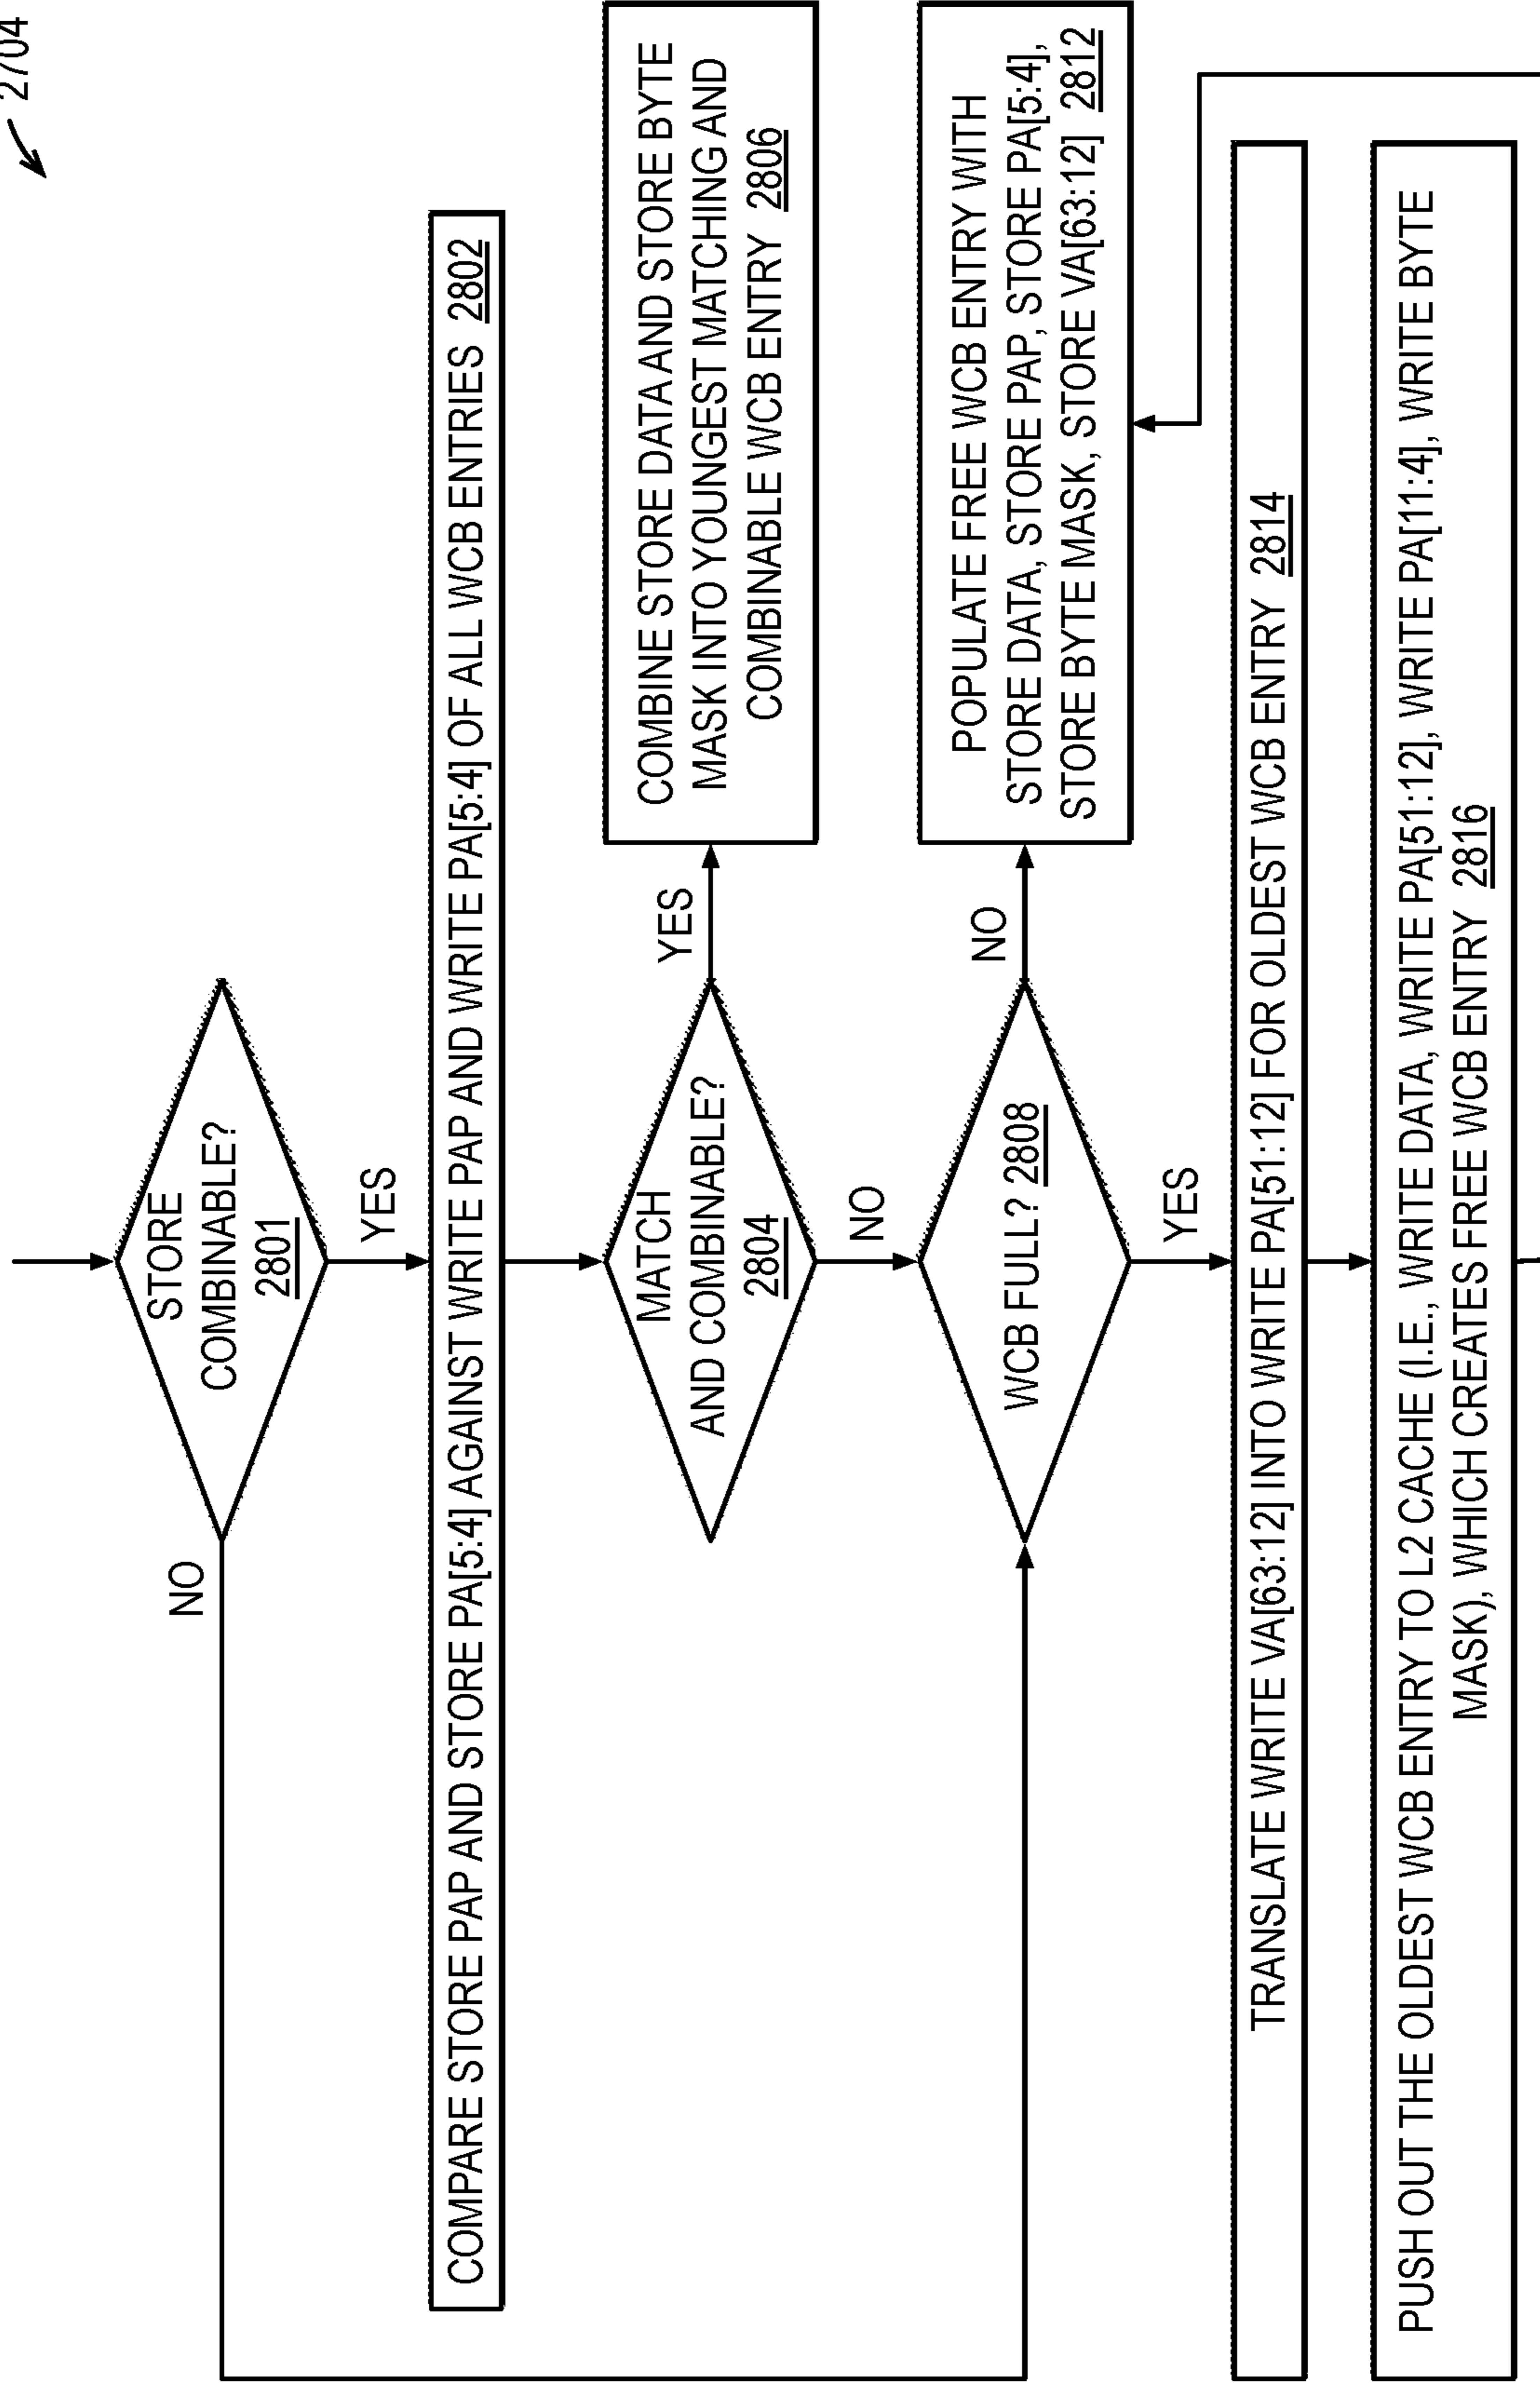 2704
STORE
COMBINABLE?
2801
NO
YES
COMPARE STORE PAP AND STORE PA[5:4] AGAINST WRITE PAP AND WRITE PA[5:4] OF ALL WCB ENTRIES 2802
MATCH
AND COMBINABLE?
2804
YES
COMBINE STORE DATA AND STORE BYTE
MASK INTO YOUNGEST MATCHING AND
COMBINABLE WCB ENTRY 2806
NO
WCB FULL? 2808
NO
POPULATE FREE WCB ENTRY WITH
STORE DATA, STORE PAP, STORE PA[5:4],
STORE BYTE MASK, STORE VA[63:12] 2812
YES
TRANSLATE WRITE VA[63:12] INTO WRITE PA[51:12] FOR OLDEST WCB ENTRY 2814
PUSH OUT THE OLDEST WCB ENTRY TO L2 CACHE (I.E., WRITE DATA, WRITE PA[51:12], WRITE PA[11:4], WRITE BYTE
MASK), WHICH CREATES FREE WCB ENTRY 2816